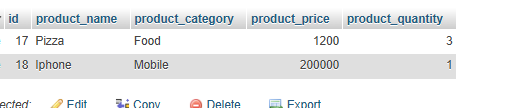 id product_name product_category product_price product_quantity
17 Pizza Food 1200 3
18 Iphone Mobile 200000 1
ected: Edit Copy Delete Export